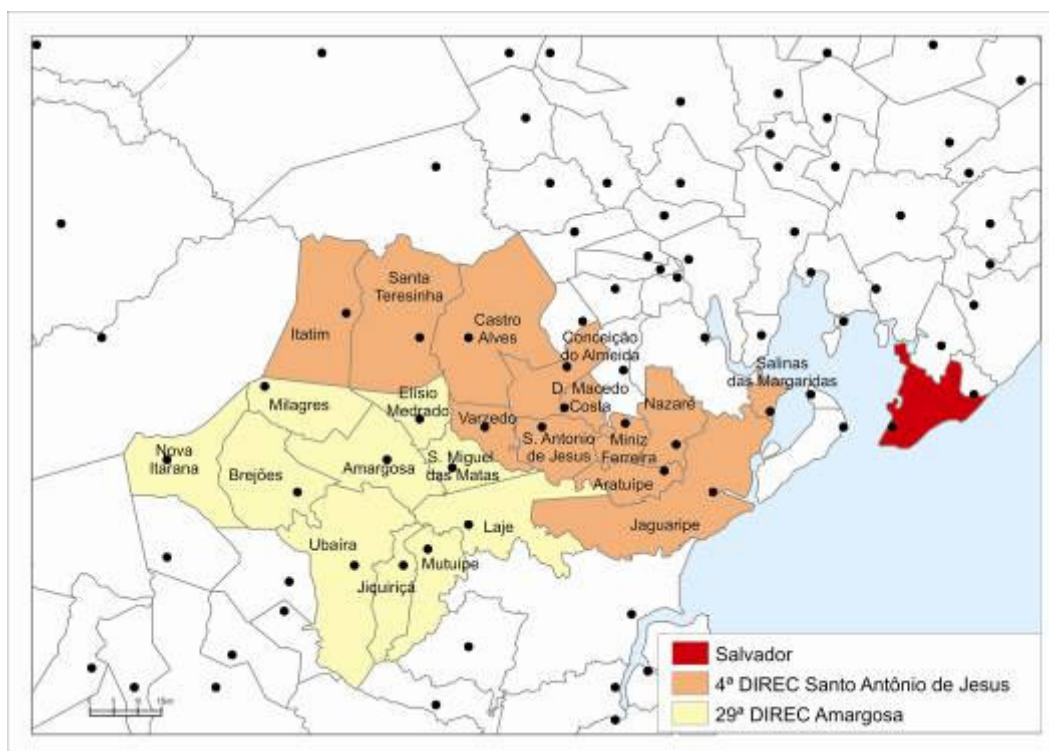 Santa
Teresinha
Itatim
Castro
Alves
Conceição
do Almeida
Salinas
das Margaridas
D. Macedo
Costa
Nazaré
Elísio
Medrado
Milagres
Varzedo
S. Antonio
de Jesus
Miniz
Ferreira
Nova
Itarana
Brejões
Amargosa
S. Miguel
das Matas
Aratuípe
Laje
Jaguaripe
Ubaíra
Mutuípe
Jiquiriçá
Salvador
4ª DIREC Santo Antônio de Jesus
29ª DIREC Amargosa